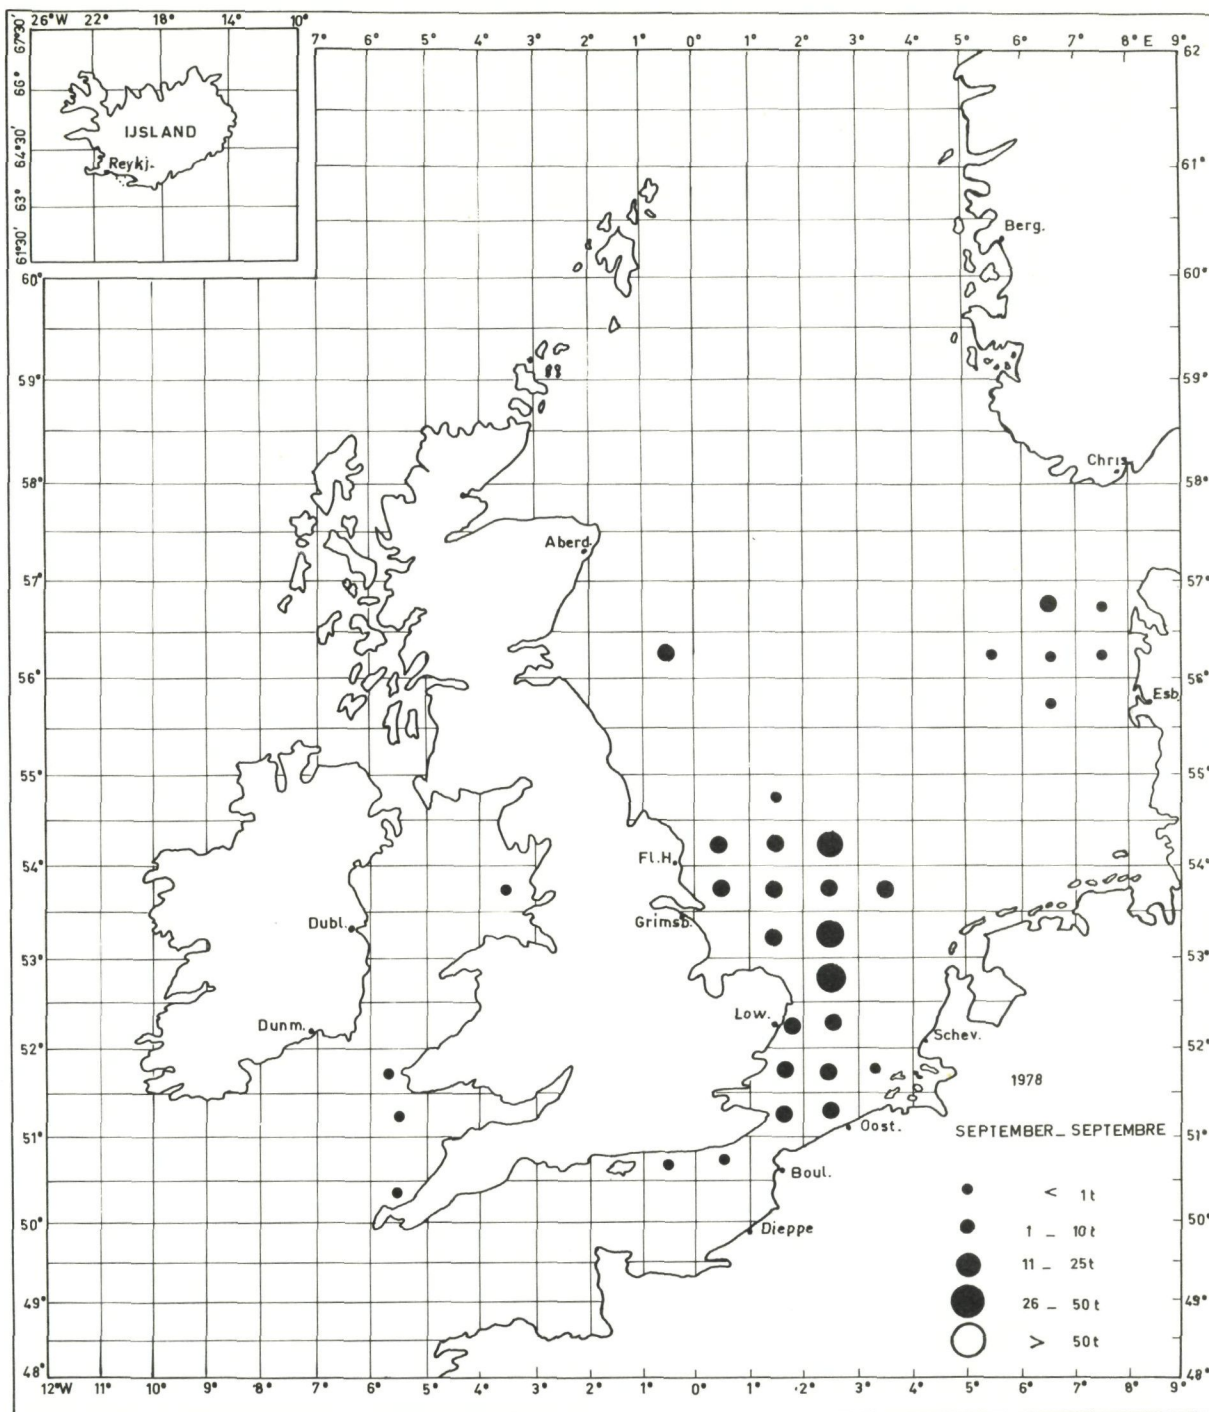 26°W 22° 18° 14° 10°
67°30'
66°
64°30'
63°
61°30'
IJSLAND
Reykj.
7° 6° 5° 4° 3° 2° 1° 0° 1° 2° 3° 4° 5° 6° 7° 8° E 9°
62
61°
60°
59°
58°
57°
56°
55°
54°
53°
52°
51°
50°
49°
48°
60°
59°
58°
57°
56°
55°
54°
53°
52°
51°
50°
49°
48°
Berg.
Chris
Aberd.
Esb.
Fl.H.
Grimsb.
Dubl.
Dunm.
Low.
Schev.
Oost.
Boul.
Dieppe
1978
SEPTEMBER_ SEPTEMBRE
< 1t
1 _ 10t
11 _ 25t
26 _ 50t
> 50t
12°W 10° 9° 8° 7° 6° 5° 4° 3° 2° 1° 0° 1° 2° 3° 4° 5° 6° 7° 8° 9°